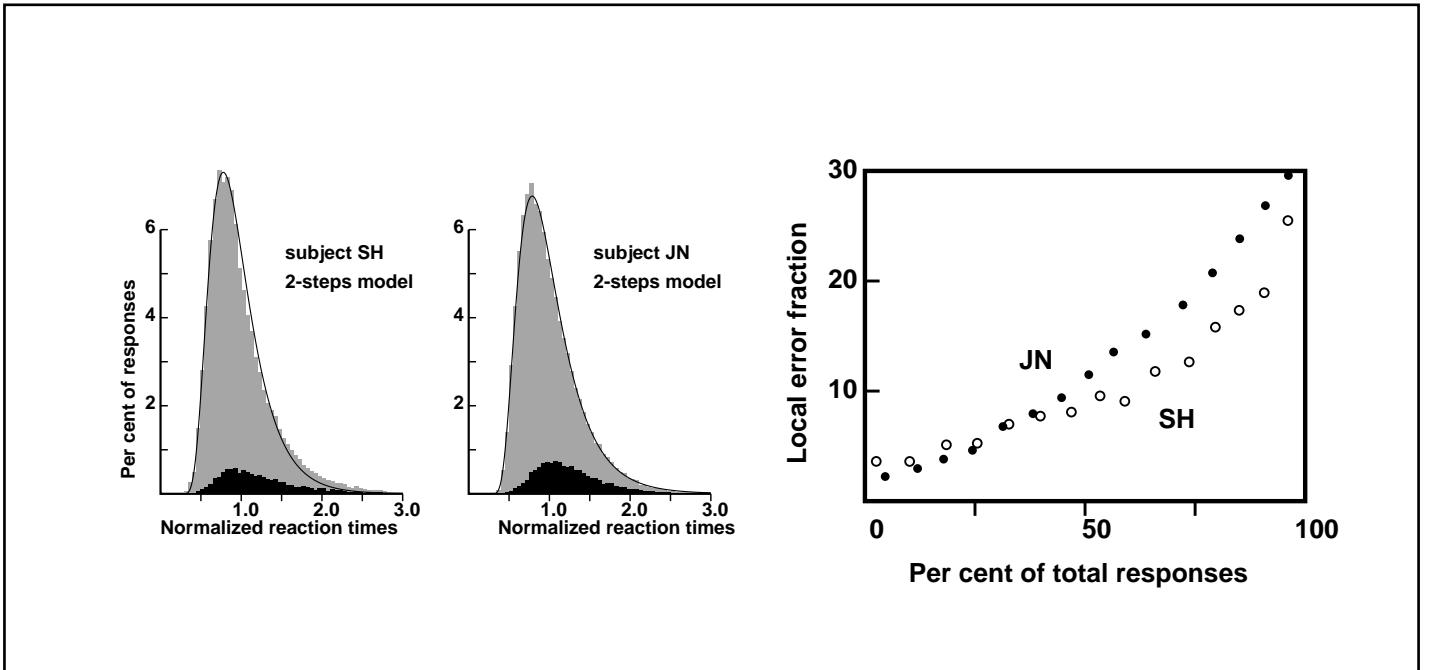 6
4
2
Per cent of responses
subject SH
2-steps model
1.0
2.0
3.0
Normalized reaction times
6
4
2
subject JN
2-steps model
1.0
2.0
3.0
Normalized reaction times
30
20
10
Local error fraction
JN
SH
0
50
100
Per cent of total responses